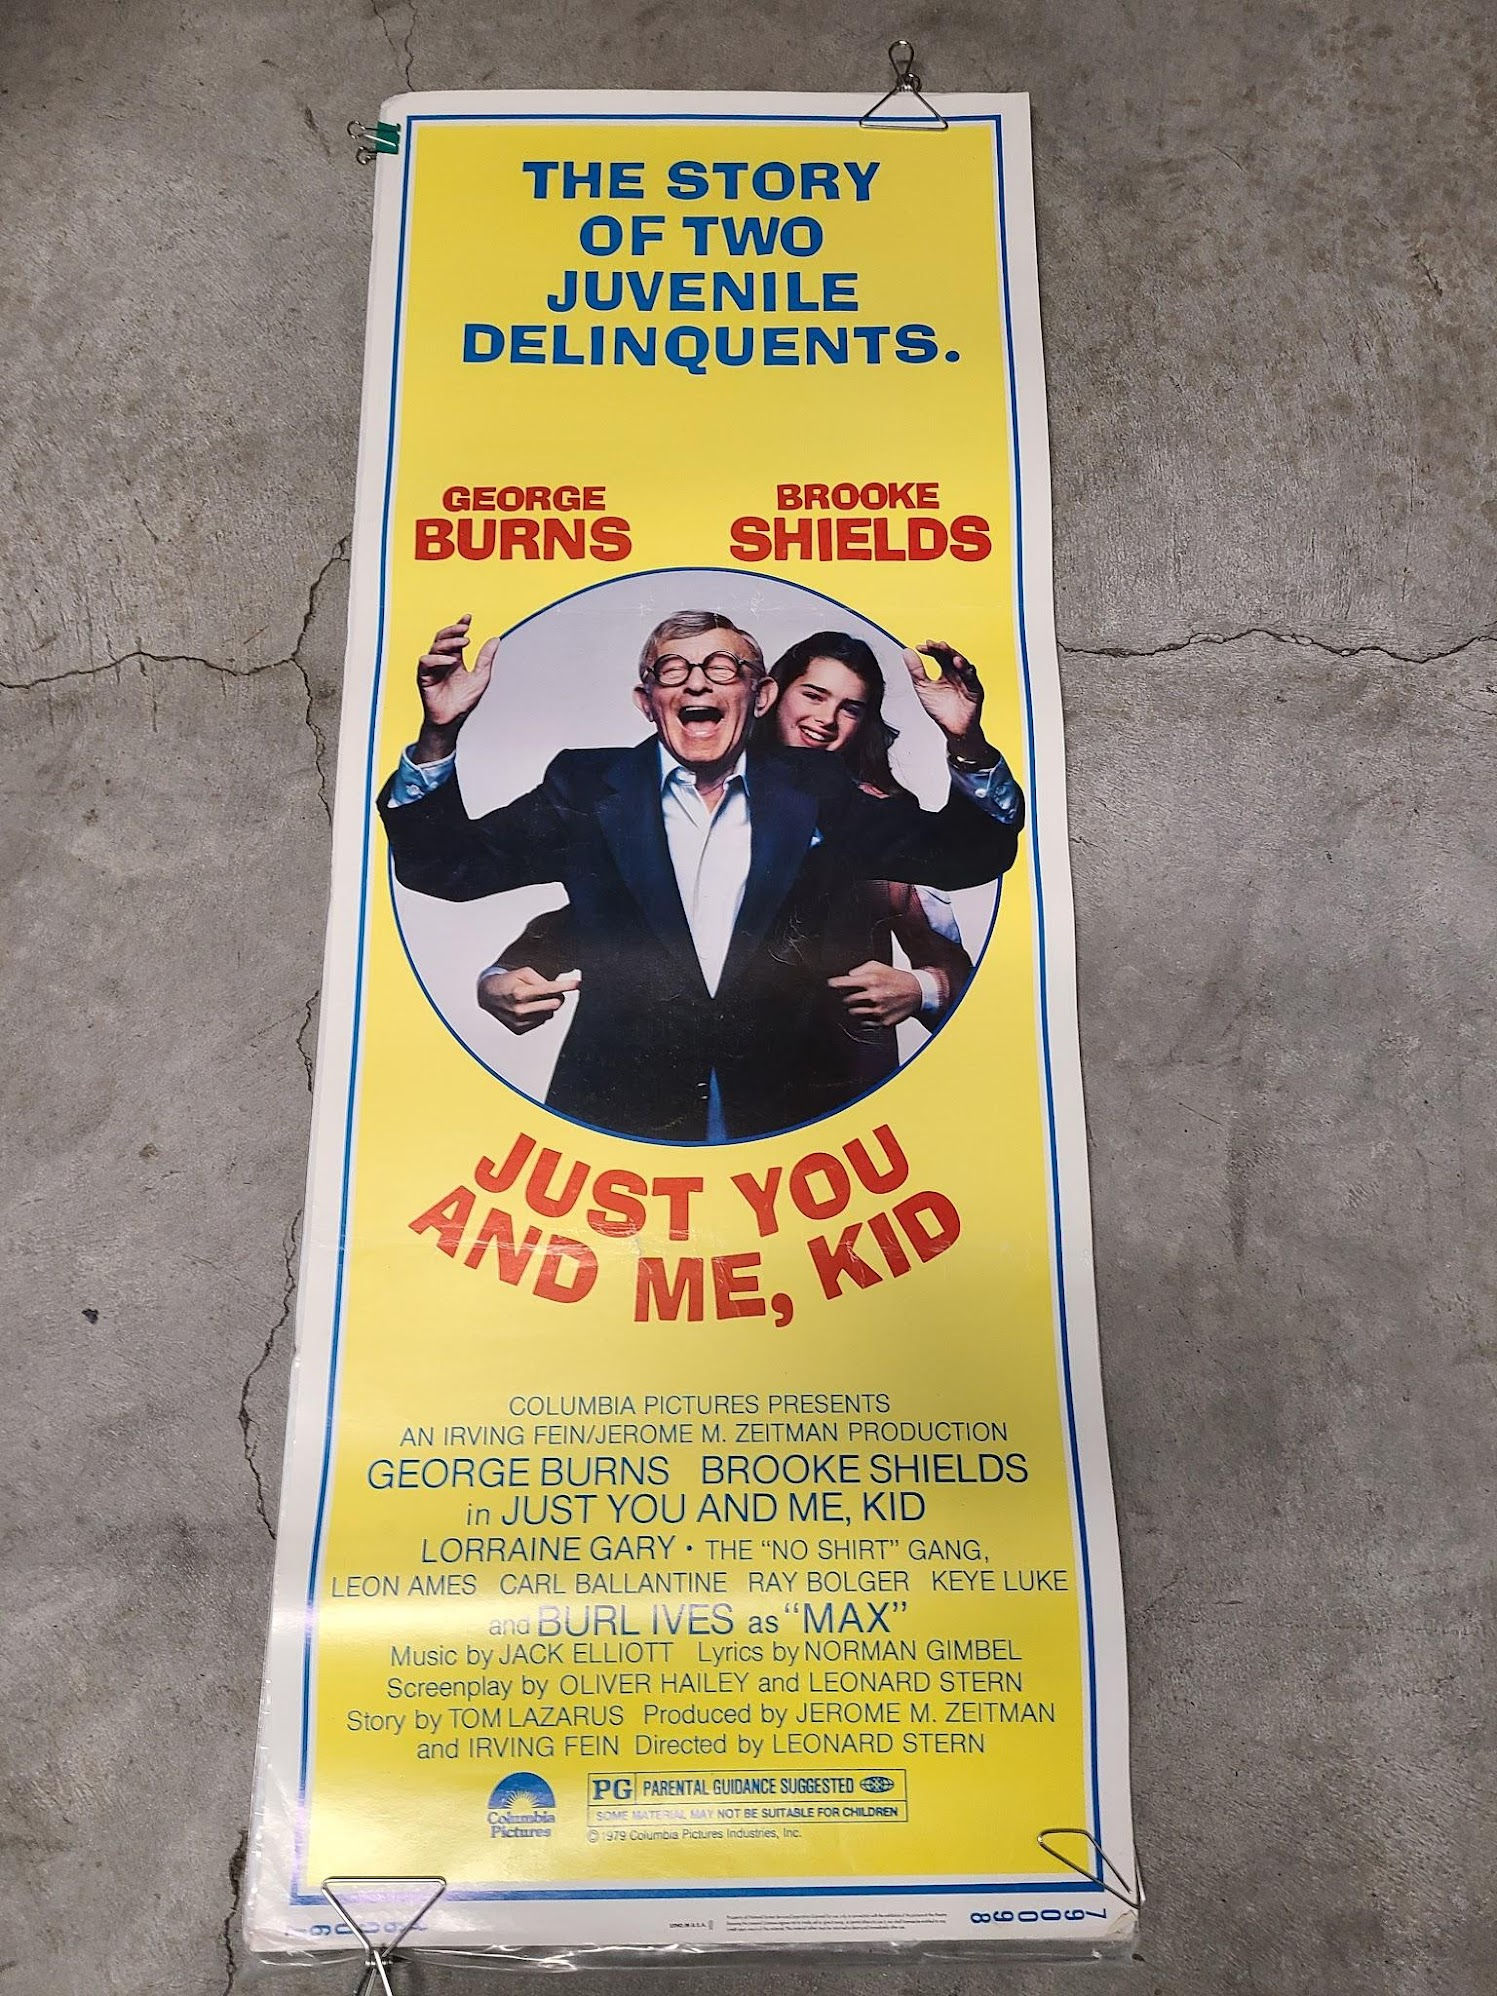 THE STORY
OF TWO
JUVENILE
DELINQUENTS.
GEORGE
BURNS
BROOKE
SHIELDS
JUST YOU
AND ME, KID
COLUMBIA PICTURES PRESENTS
AN IRVING FEIN/JEROME M. ZEITMAN PRODUCTION
GEORGE BURNS BROOKE SHIELDS
in JUST YOU AND ME, KID
LORRAINE GARY • THE “NO SHIRT” GANG,
LEON AMES CARL BALLANTINE RAY BOLGER KEYE LUKE
and BURL IVES as “MAX”
Music by JACK ELLIOTT Lyrics by NORMAN GIMBEL
Screenplay by OLIVER HAILEY and LEONARD STERN
Story by TOM LAZARUS Produced by JEROME M. ZEITMAN
and IRVING FEIN Directed by LEONARD STERN
Columbia
Pictures
PG PARENTAL GUIDANCE SUGGESTED
SOME MATERIAL MAY NOT BE SUITABLE FOR CHILDREN
© 1979 Columbia Pictures Industries, Inc.
790098